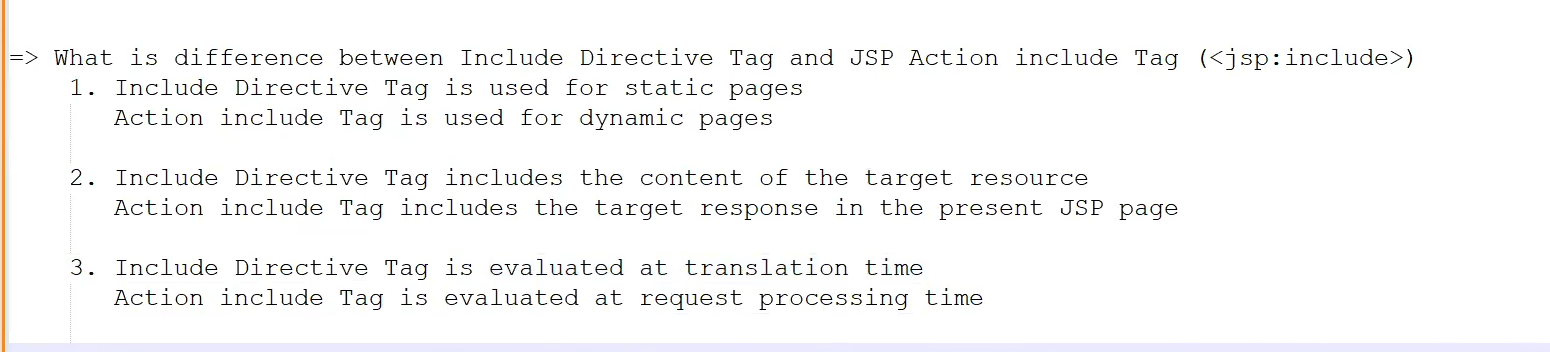 => What is difference between Include Directive Tag and JSP Action include Tag (<jsp:include>)
1. Include Directive Tag is used for static pages
Action include Tag is used for dynamic pages
2. Include Directive Tag includes the content of the target resource
Action include Tag includes the target response in the present JSP page
3. Include Directive Tag is evaluated at translation time
Action include Tag is evaluated at request processing time